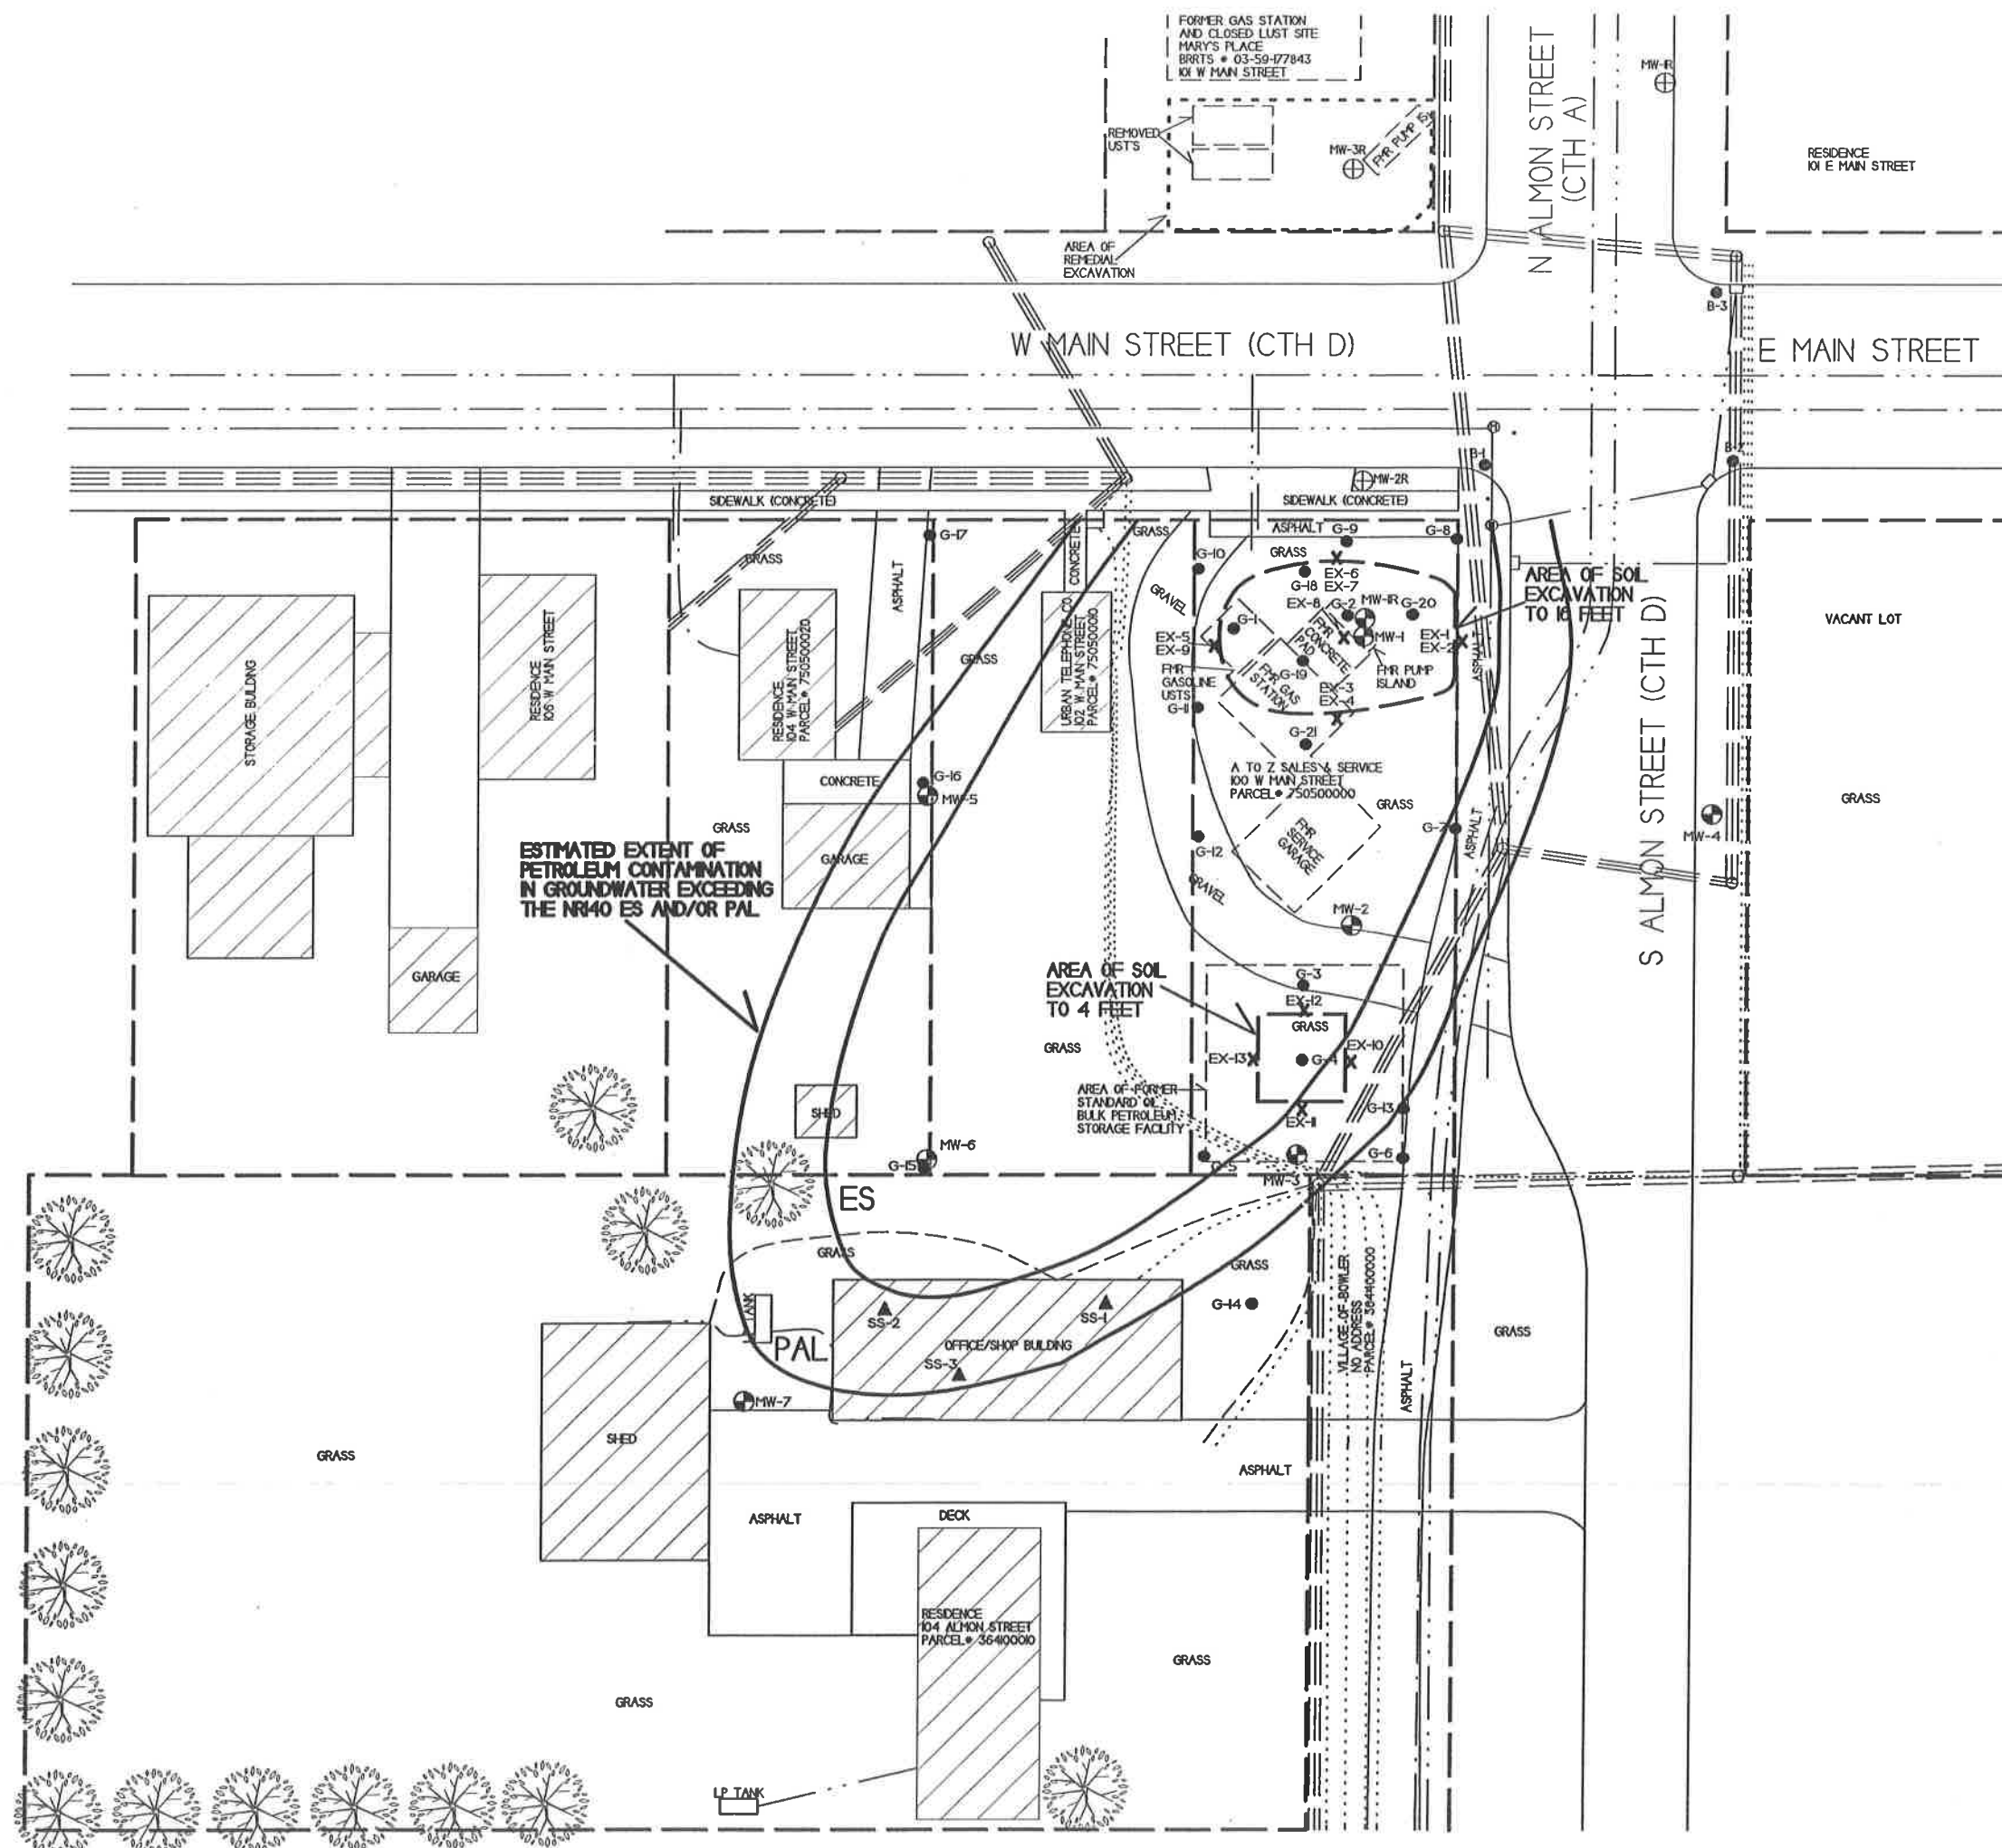 FORMER GAS STATION
AND CLOSED LUST SITE
MARY'S PLACE
BRRTS # 03-59-177843
101 W MAIN STREET
REMOVED
UST'S
MW-3R
FMR PUMP ISL
N ALMON STREET
(CTH A)
MW-1R
RESIDENCE
101 E MAIN STREET
AREA OF
REMEDIAL
EXCAVATION
B-3
W MAIN STREET (CTH D)
E MAIN STREET
B-1
B-2
MW-2R
SIDEWALK (CONCRETE)
SIDEWALK (CONCRETE)
G-17
GRASS
ASPHALT
CONCRETE
GRASS
ASPHALT
G-9
G-8
G-10
GRASS
EX-6
EX-7
G-18
GRAVEL
EX-8
G-2
MW-1R
G-20
AREA OF SOIL
EXCAVATION
TO 16 FEET
G-1
MW-1
EX-1
EX-2
EX-5
EX-9
FMR
CONCRETE
PAD
FMR PUMP
ISLAND
FMR
GASOLINE
USTS
G-19
FMR GAS
STATION
EX-3
EX-4
ASPHALT
G-11
G-21
STORAGE BUILDING
RESIDENCE
106 W MAIN STREET
RESIDENCE
104 W MAIN STREET
PARCEL# 750500020
GRASS
URBAN TELEPHONE CO.
102 W MAIN STREET
PARCEL# 750500010
VACANT LOT
A TO Z SALES & SERVICE
100 W MAIN STREET
PARCEL# 750500000
GRASS
GRASS
CONCRETE
G-16
MW-5
GRASS
GARAGE
G-12
FMR
SERVICE
GARAGE
G-7
ASPHALT
MW-4
S ALMON STREET (CTH D)
ESTIMATED EXTENT OF
PETROLEUM CONTAMINATION
IN GROUNDWATER EXCEEDING
THE NR140 ES AND/OR PAL
GRAVEL
MW-2
GARAGE
AREA OF SOIL
EXCAVATION
TO 4 FEET
G-3
EX-12
GRASS
GRASS
EX-13
G-4
EX-10
AREA OF FORMER
STANDARD OIL
BULK PETROLEUM
STORAGE FACILITY
G-13
EX-11
SHED
MW-6
G-15
G-5
MW-3
G-6
ES
GRASS
GRASS
LP TANK
SS-2
SS-1
G-14
VILLAGE OF BOWLER
NO ADDRESS
PARCEL# 364400000
GRASS
PAL
OFFICE/SHOP BUILDING
SS-3
ASPHALT
MW-7
SHED
GRASS
ASPHALT
ASPHALT
DECK
RESIDENCE
104 ALMON STREET
PARCEL# 364100010
GRASS
GRASS
LP TANK